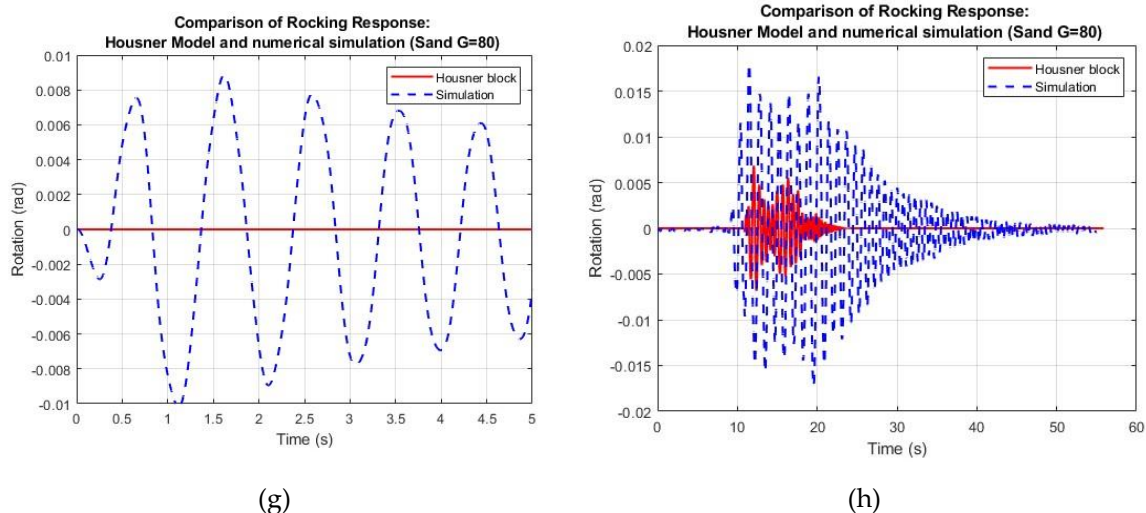 Comparison of Rocking Response:
Housner Model and numerical simulation (Sand G=80)
0.01
0.008
0.006
0.004
0.002
0
-0.002
-0.004
-0.006
-0.008
-0.01
Rotation (rad)
Housner block
Simulation
0 0.5 1 1.5 2 2.5 3 3.5 4 4.5 5
Time (s)
(g)
Comparison of Rocking Response:
Housner Model and numerical simulation (Sand G=80)
0.02
0.015
0.01
0.005
0
-0.005
-0.01
-0.015
-0.02
Rotation (rad)
Housner block
Simulation
0 10 20 30 40 50 60
Time (s)
(h)